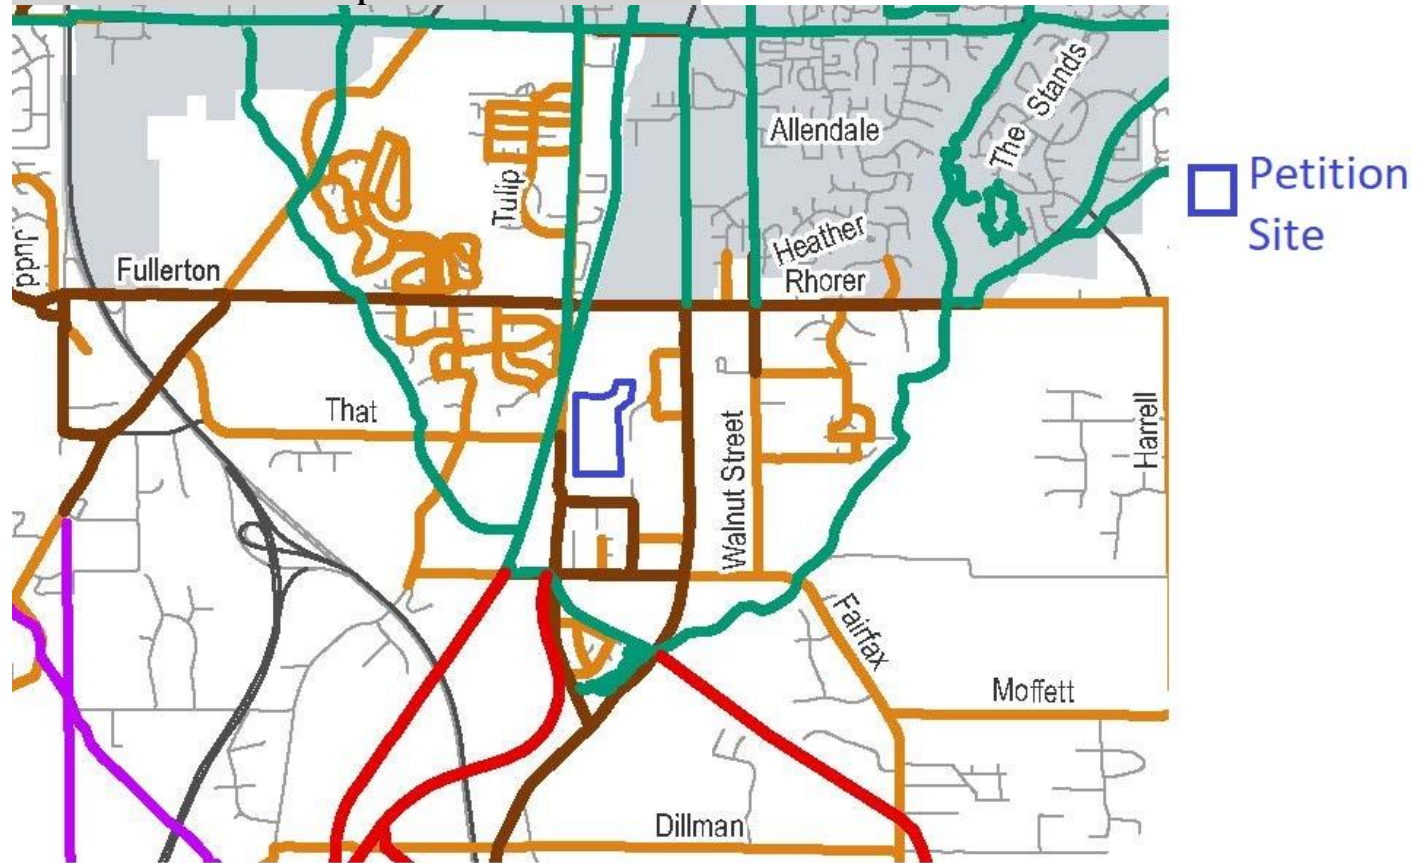 The Stands
Allendale
Petition
Site
Tulip
Heather
Rhorer
Judd
Fullerton
That
Walnut Street
Harrell
Fairfax
Moffett
Dillman